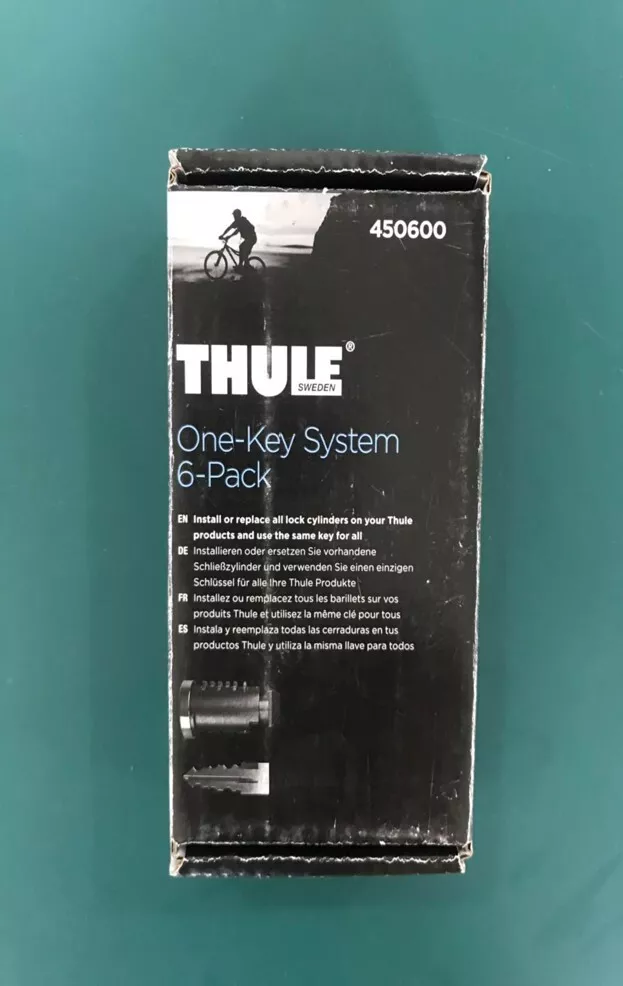 450600
THULE®
SWEDEN
One-Key System
6-Pack
EN Install or replace all lock cylinders on your Thule
products and use the same key for all
DE Installieren oder ersetzen Sie vorhandene
Schließzylinder und verwenden Sie einen einzigen
Schlüssel für alle Ihre Thule Produkte
FR Installez ou remplacez tous les barillets sur vos
produits Thule et utilisez la même clé pour tous
ES Instala y reemplaza todas las cerraduras en tus
productos Thule y utiliza la misma llave para todos